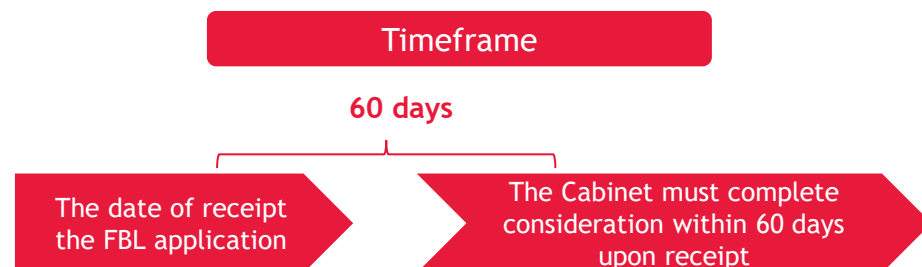 Timeframe
60 days
The date of receipt
the FBL application
The Cabinet must complete
consideration within 60 days
upon receipt